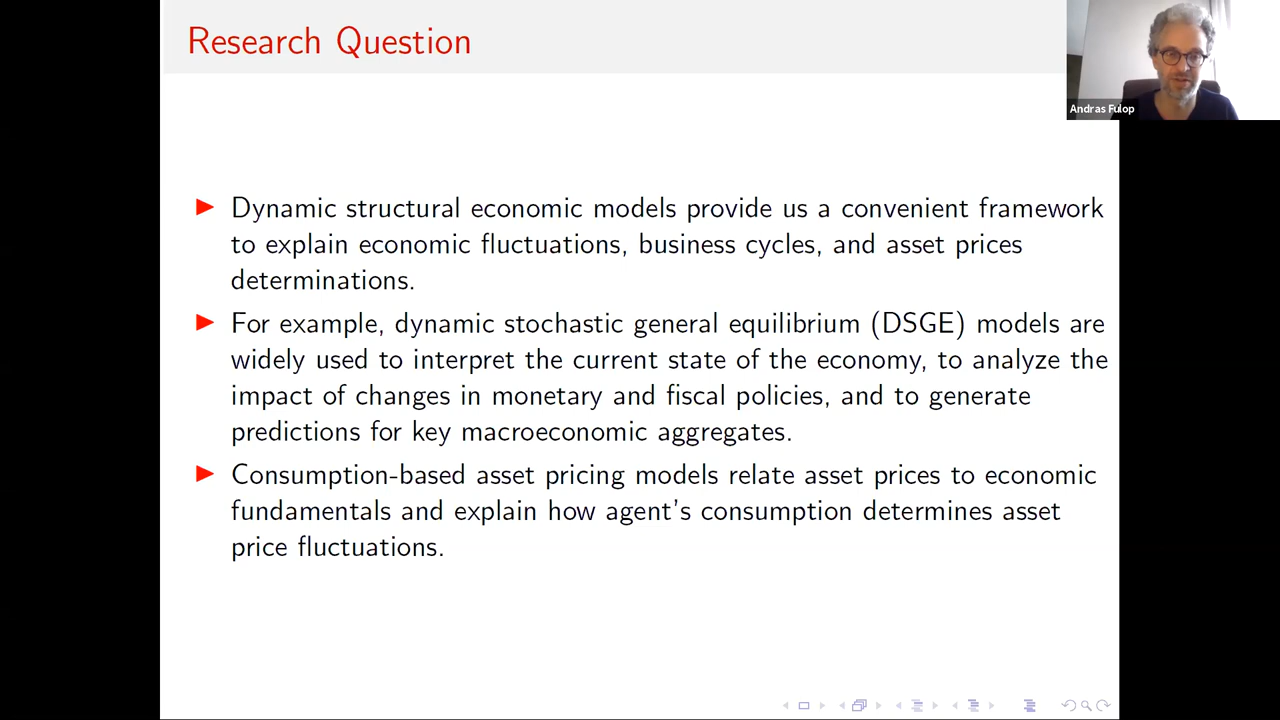 Research Question
Andras Fulop
Dynamic structural economic models provide us a convenient framework
to explain economic fluctuations, business cycles, and asset prices
determinations.
For example, dynamic stochastic general equilibrium (DSGE) models are
widely used to interpret the current state of the economy, to analyze the
impact of changes in monetary and fiscal policies, and to generate
predictions for key macroeconomic aggregates.
Consumption-based asset pricing models relate asset prices to economic
fundamentals and explain how agent's consumption determines asset
price fluctuations.